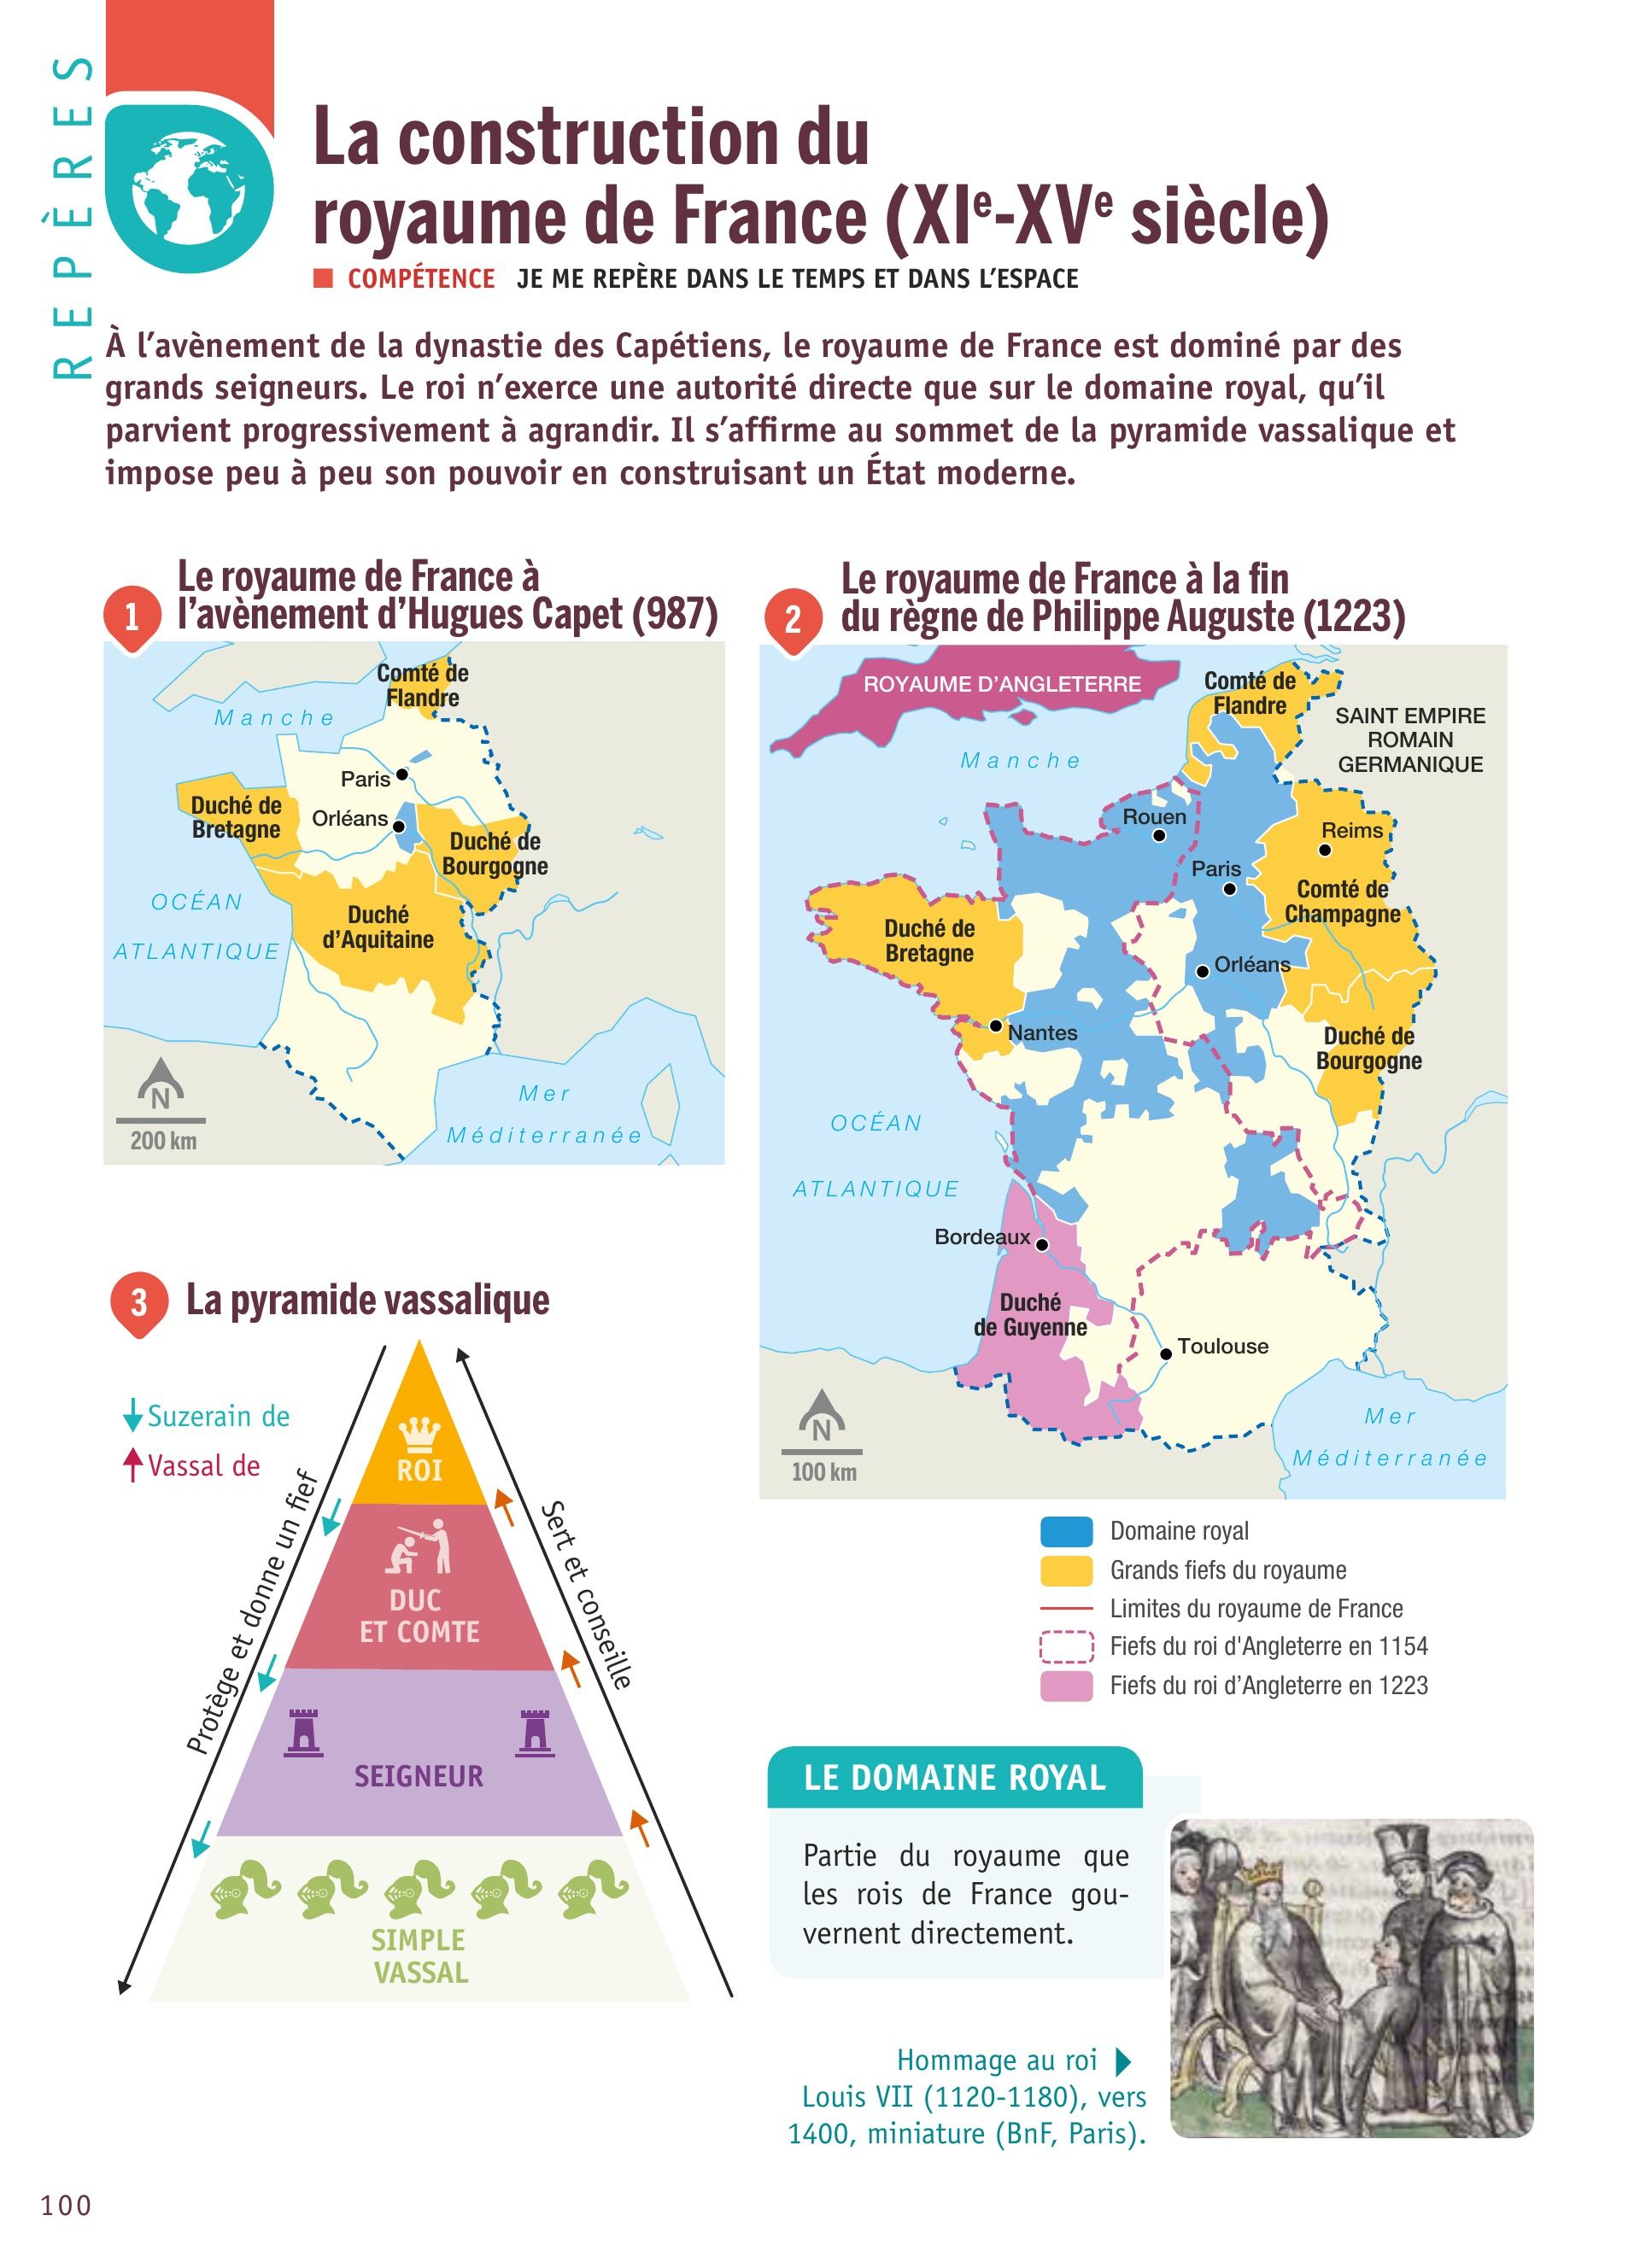 REPÈRES
La construction du
royaume de France (XIe-XVe siècle)
COMPÉTENCE JE ME REPÈRE DANS LE TEMPS ET DANS L'ESPACE
À l'avènement de la dynastie des Capétiens, le royaume de France est dominé par des
grands seigneurs. Le roi n'exerce une autorité directe que sur le domaine royal, qu'il
parvient progressivement à agrandir. Il s'affirme au sommet de la pyramide vassalique et
impose peu à peu son pouvoir en construisant un État moderne.
1
Le royaume de France à
l'avènement d'Hugues Capet (987)
Comté de
Flandre
Manche
Paris
Duché de
Bretagne
Orléans
Duché de
Bourgogne
OCÉAN
ATLANTIQUE
Duché
d'Aquitaine
Mer
Méditerranée
N
200 km
2
Le royaume de France à la fin
du règne de Philippe Auguste (1223)
ROYAUME D'ANGLETERRE
Comté de
Flandre
SAINT EMPIRE
ROMAIN
GERMANIQUE
Manche
Rouen
Reims
Paris
Comté de
Champagne
Duché de
Bretagne
Orléans
Nantes
Duché de
Bourgogne
OCÉAN
ATLANTIQUE
Bordeaux
Duché
de Guyenne
Toulouse
Mer
Méditerranée
N
100 km
Domaine royal
Grands fiefs du royaume
Limites du royaume de France
Fiefs du roi d'Angleterre en 1154
Fiefs du roi d'Angleterre en 1223
3
La pyramide vassalique
Suzerain de
Vassal de
Protège et donne un fief
Sert et conseille
ROI
DUC
ET COMTE
SEIGNEUR
SIMPLE
VASSAL
LE DOMAINE ROYAL
Partie du royaume que
les rois de France gou-
vernent directement.
Hommage au roi
Louis VII (1120-1180), vers
1400, miniature (BnF, Paris).
100